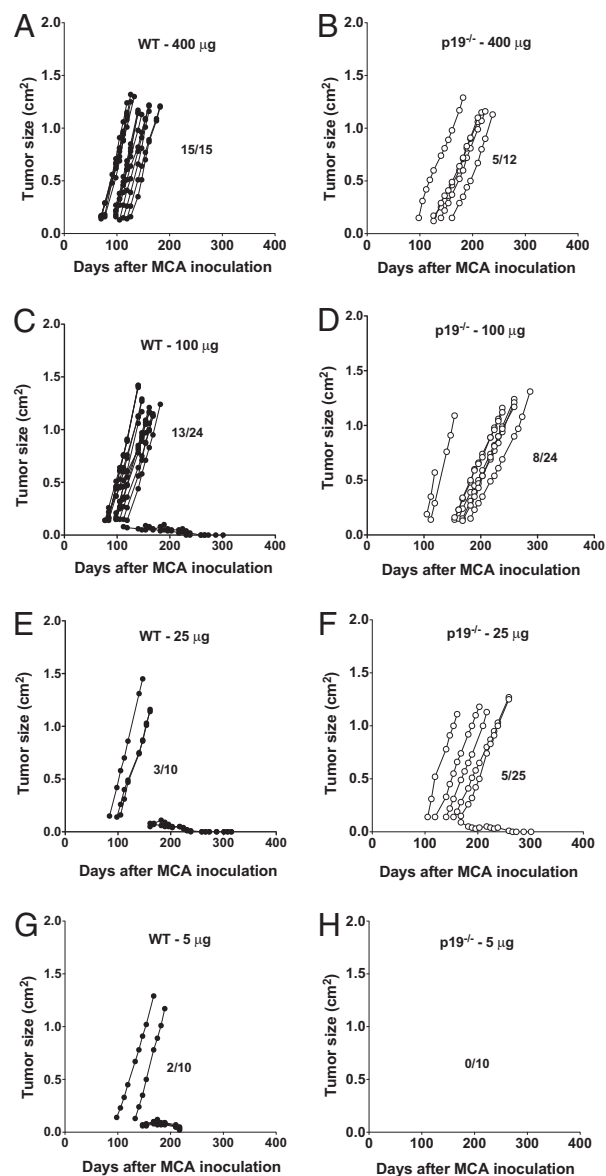 A
WT - 400 µg
Tumor size (cm²)
2.0
1.5
1.0
0.5
0.0
15/15
0 100 200 300 400
Days after MCA inoculation
B
p19⁻/⁻ - 400 µg
Tumor size (cm²)
2.0
1.5
1.0
0.5
0.0
5/12
0 100 200 300 400
Days after MCA inoculation
C
WT - 100 µg
Tumor size (cm²)
2.0
1.5
1.0
0.5
0.0
13/24
0 100 200 300 400
Days after MCA inoculation
D
p19⁻/⁻ - 100 µg
Tumor size (cm²)
2.0
1.5
1.0
0.5
0.0
8/24
0 100 200 300 400
Days after MCA inoculation
E
WT - 25 µg
Tumor size (cm²)
2.0
1.5
1.0
0.5
0.0
3/10
0 100 200 300 400
Days after MCA inoculation
F
p19⁻/⁻ - 25 µg
Tumor size (cm²)
2.0
1.5
1.0
0.5
0.0
5/25
0 100 200 300 400
Days after MCA inoculation
G
WT - 5 µg
Tumor size (cm²)
2.0
1.5
1.0
0.5
0.0
2/10
0 100 200 300 400
Days after MCA inoculation
H
p19⁻/⁻ - 5 µg
Tumor size (cm²)
2.0
1.5
1.0
0.5
0.0
0/10
0 100 200 300 400
Days after MCA inoculation